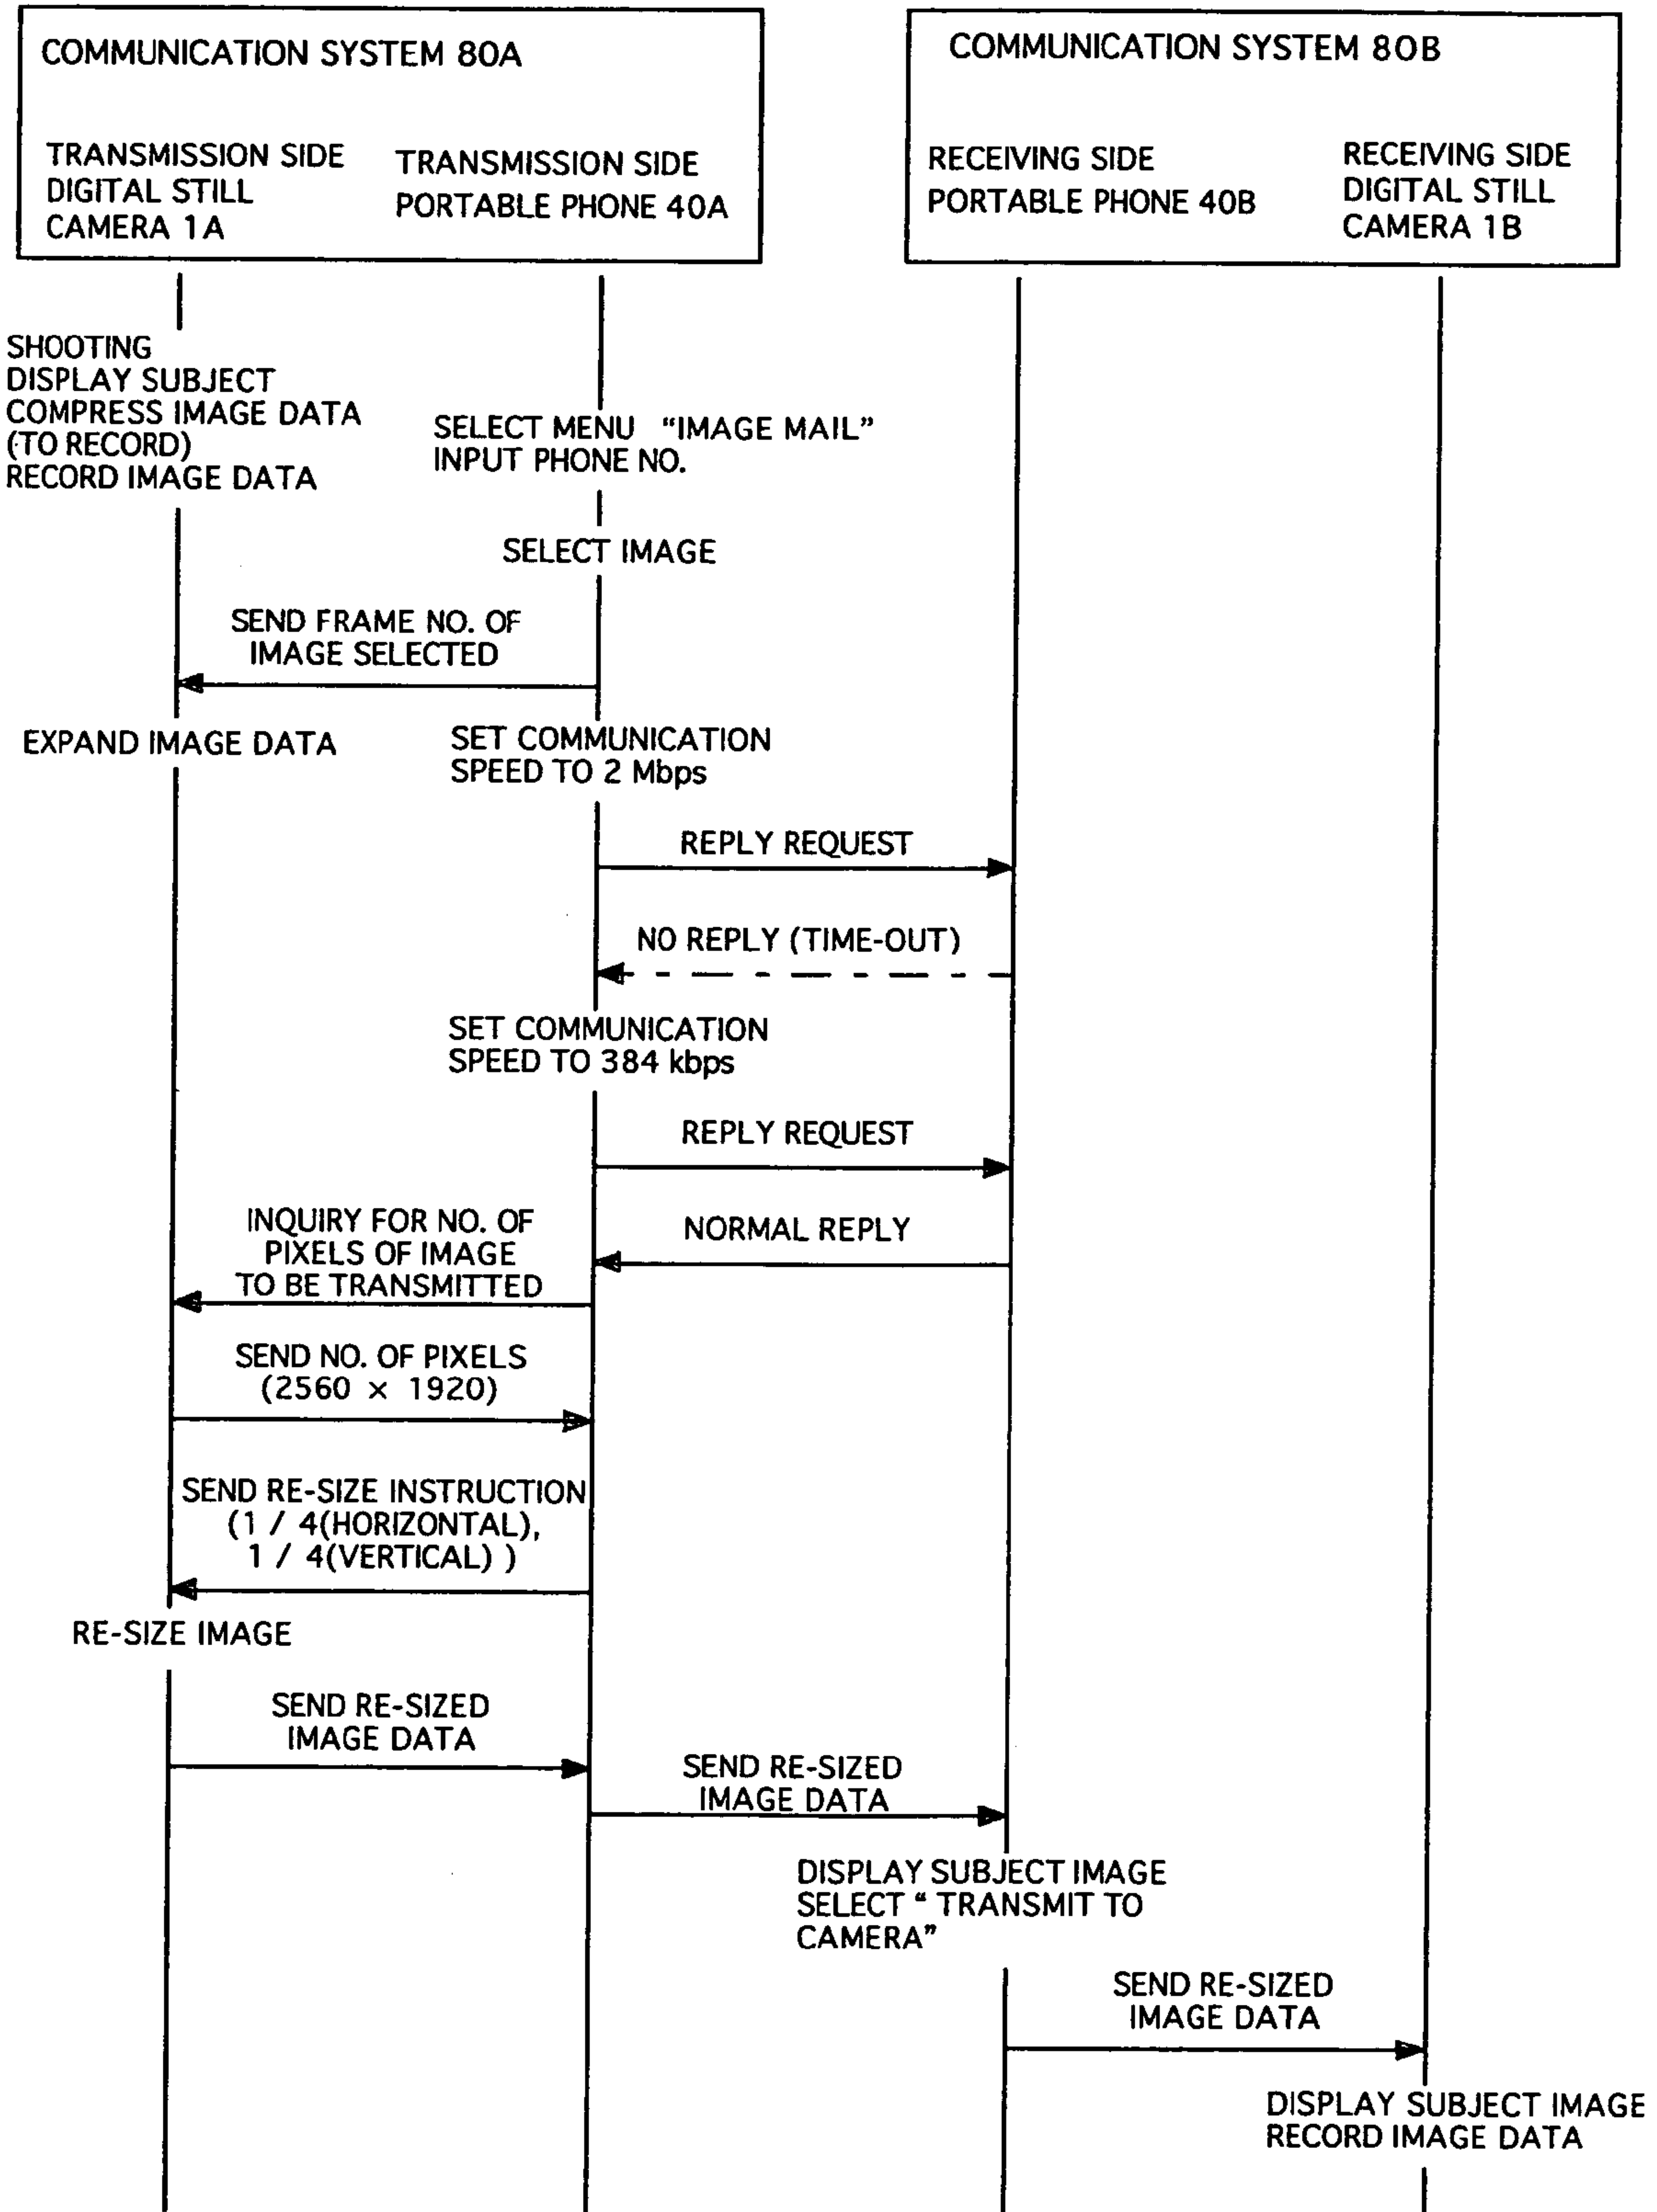 COMMUNICATION SYSTEM 80A
TRANSMISSION SIDE
DIGITAL STILL
CAMERA 1A
TRANSMISSION SIDE
PORTABLE PHONE 40A
COMMUNICATION SYSTEM 80B
RECEIVING SIDE
PORTABLE PHONE 40B
RECEIVING SIDE
DIGITAL STILL
CAMERA 1B
SHOOTING
DISPLAY SUBJECT
COMPRESS IMAGE DATA
(TO RECORD)
RECORD IMAGE DATA
SELECT MENU “IMAGE MAIL”
INPUT PHONE NO.
SELECT IMAGE
SEND FRAME NO. OF
IMAGE SELECTED
EXPAND IMAGE DATA
SET COMMUNICATION
SPEED TO 2 Mbps
REPLY REQUEST
NO REPLY (TIME-OUT)
SET COMMUNICATION
SPEED TO 384 kbps
REPLY REQUEST
NORMAL REPLY
INQUIRY FOR NO. OF
PIXELS OF IMAGE
TO BE TRANSMITTED
SEND NO. OF PIXELS
(2560 × 1920)
SEND RE-SIZE INSTRUCTION
(1 / 4(HORIZONTAL),
1 / 4(VERTICAL) )
RE-SIZE IMAGE
SEND RE-SIZED
IMAGE DATA
SEND RE-SIZED
IMAGE DATA
DISPLAY SUBJECT IMAGE
SELECT “ TRANSMIT TO
CAMERA”
SEND RE-SIZED
IMAGE DATA
DISPLAY SUBJECT IMAGE
RECORD IMAGE DATA